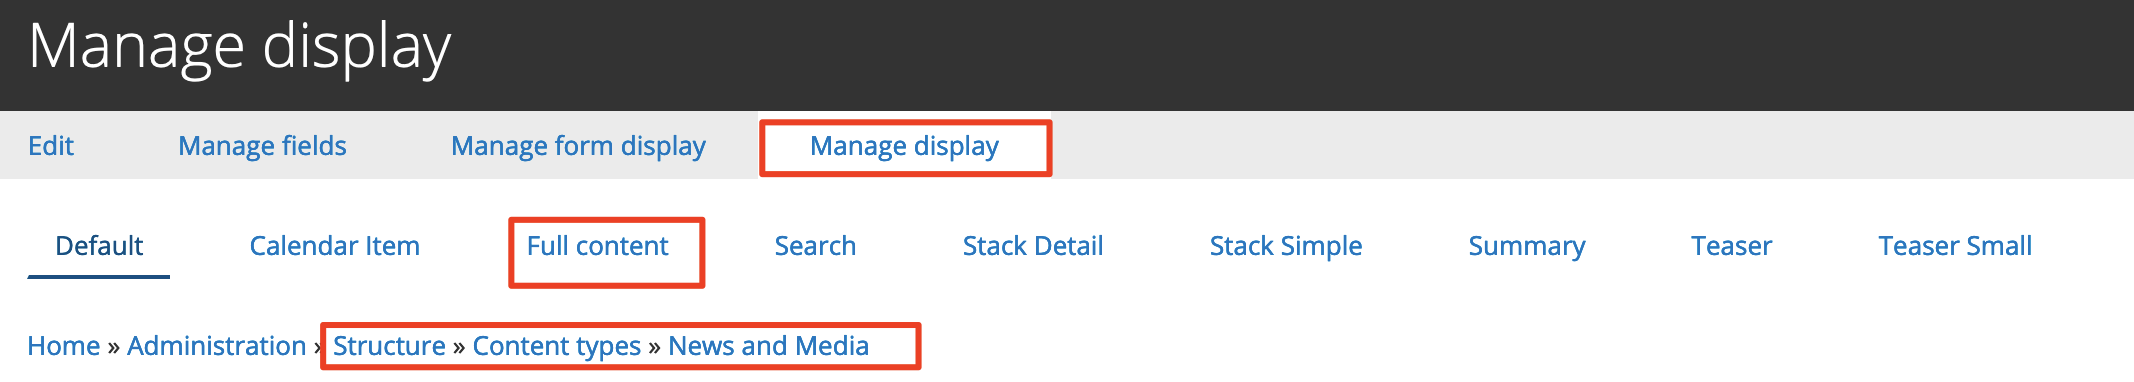 Manage display
Edit Manage fields Manage form display Manage display
Default Calendar Item Full content Search Stack Detail Stack Simple Summary Teaser Teaser Small
Home » Administration » Structure » Content types » News and Media